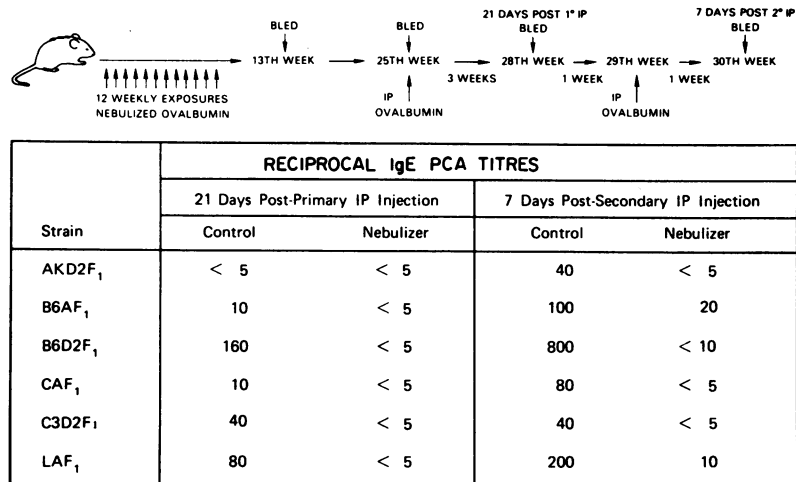 21 DAYS POST 1° IP
7 DAYS POST 2° IP
BLED BLED BLED BLED
13TH WEEK 25TH WEEK 28TH WEEK 29TH WEEK 30TH WEEK
3 WEEKS 1 WEEK 1 WEEK
12 WEEKLY EXPOSURES
NEBULIZED OVALBUMIN
IP
OVALBUMIN
IP
OVALBUMIN
RECIPROCAL IgE PCA TITRES
21 Days Post-Primary IP Injection 7 Days Post-Secondary IP Injection
Strain Control Nebulizer Control Nebulizer
AKD2F₁ < 5 < 5 40 < 5
B6AF₁ 10 < 5 100 20
B6D2F₁ 160 < 5 800 < 10
CAF₁ 10 < 5 80 < 5
C3D2F₁ 40 < 5 40 < 5
LAF₁ 80 < 5 200 10